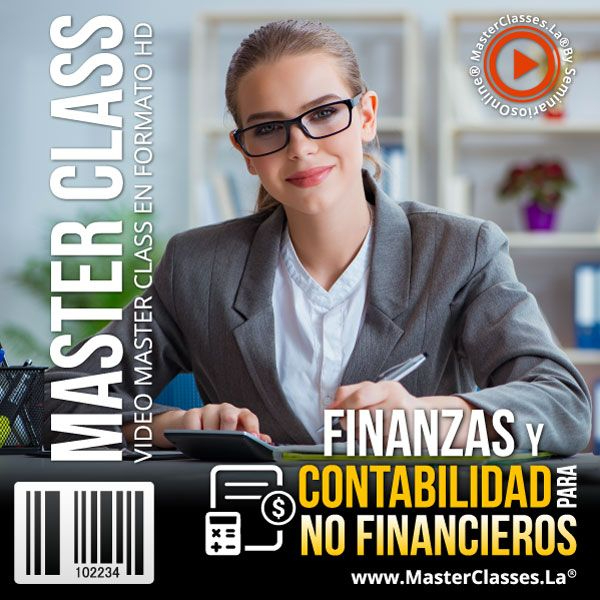 MASTER CLASS
VIDEO MASTER CLASS EN FORMATO HD
MasterClasses.La® By SeminariosOnline®
FINANZAS Y
CONTABILIDAD PARA
NO FINANCIEROS
$
102234
www.MasterClasses.La®